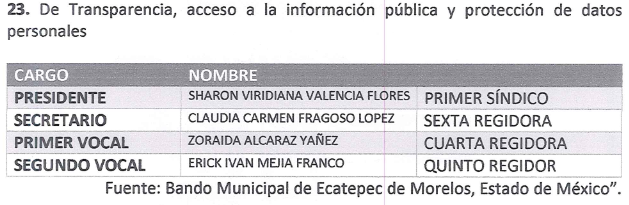 23. De Transparencia, acceso a la información pública y protección de datos
personales
CARGO NOMBRE
PRESIDENTE SHARON VIRIDIANA VALENCIA FLORES PRIMER SÍNDICO
SECRETARIO CLAUDIA CARMEN FRAGOSO LOPEZ SEXTA REGIDORA
PRIMER VOCAL ZORAIDA ALCARAZ YAÑEZ CUARTA REGIDORA
SEGUNDO VOCAL ERICK IVAN MEJIA FRANCO QUINTO REGIDOR
Fuente: Bando Municipal de Ecatepec de Morelos, Estado de México”.